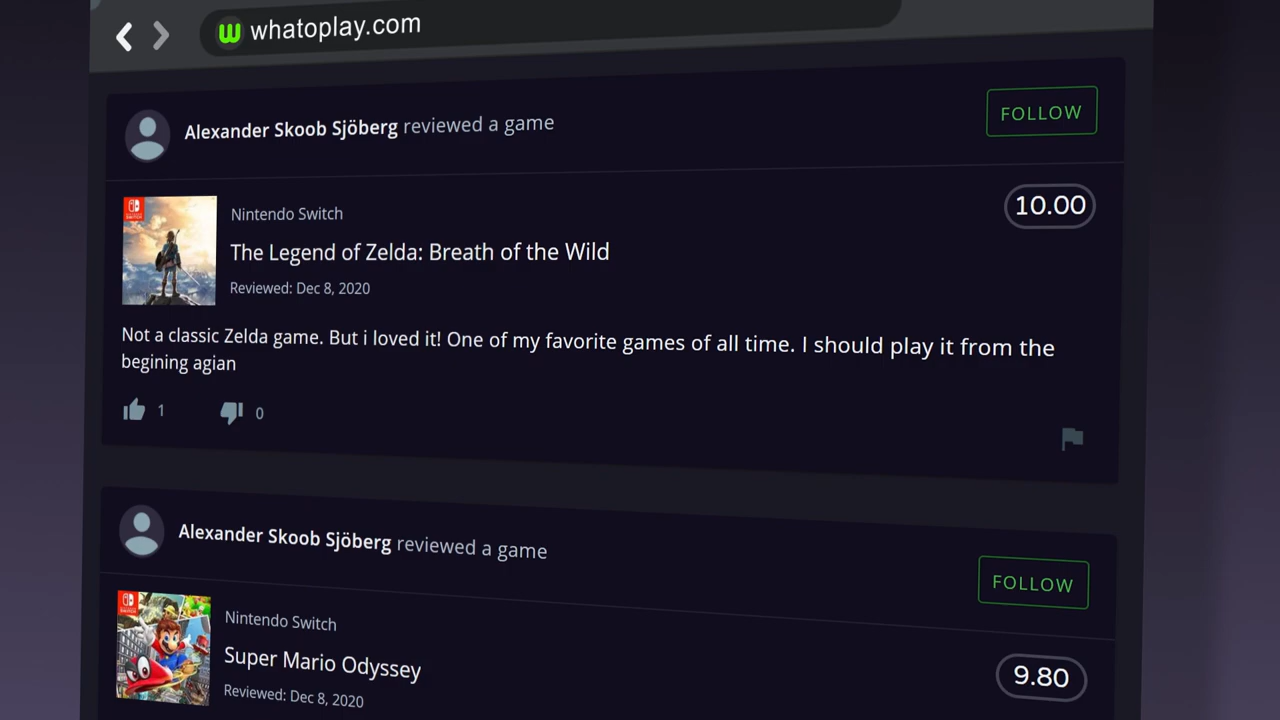 whatoplay.com
Alexander Skoob Sjöberg reviewed a game
FOLLOW
Nintendo Switch
10.00
The Legend of Zelda: Breath of the Wild
Reviewed: Dec 8, 2020
Not a classic Zelda game. But i loved it! One of my favorite games of all time. I should play it from the
begining agian
1
0
Alexander Skoob Sjöberg reviewed a game
FOLLOW
Nintendo Switch
Super Mario Odyssey
9.80
Reviewed: Dec 8, 2020